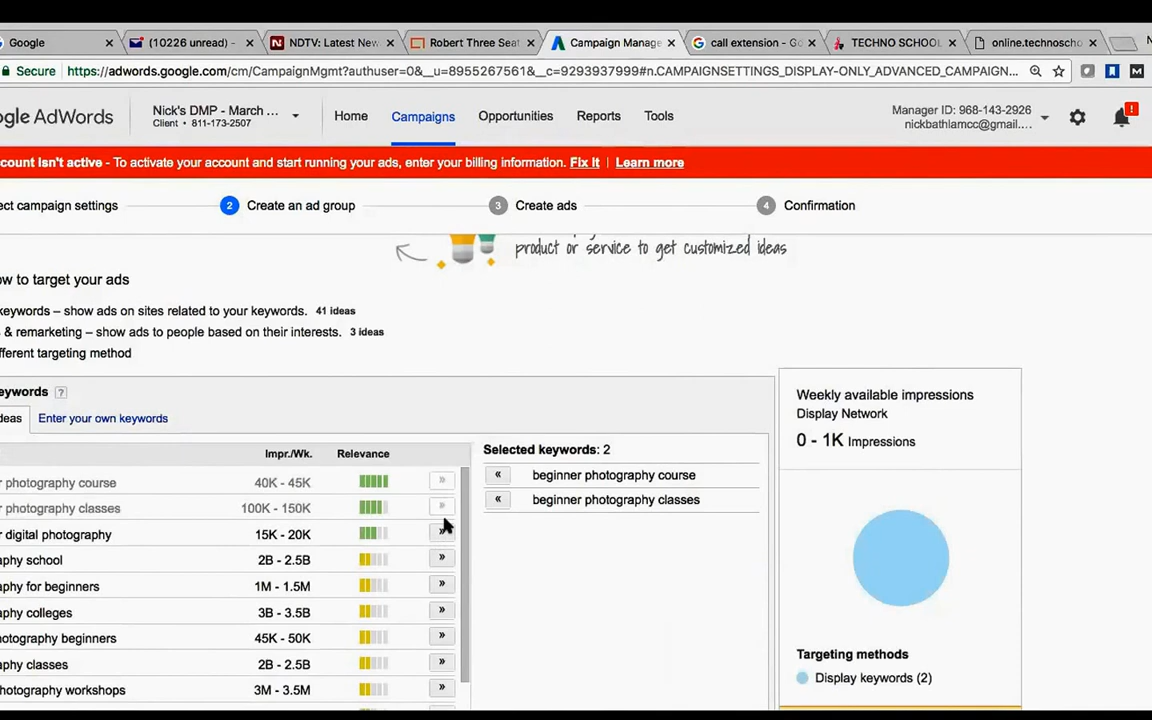 Google × (10226 unread) - × NDTV: Latest New × Robert Three Seat × Campaign Manage × call extension - Go × TECHNO SCHOOL × online.technoscho × N
Secure https://adwords.google.com/cm/CampaignMgmt?authuser=0&__u=8955267561&__c=9293937999#n.CAMPAIGNSETTINGS_DISPLAY-ONLY_ADVANCED_CAMPAIGN...
ogle AdWords Nick's DMP - March ... Home Campaigns Opportunities Reports Tools Manager ID: 968-143-2926
Client • 811-173-2507 nickbathlamcc@gmail.... !
ccount isn't active - To activate your account and start running your ads, enter your billing information. Fix It | Learn more
ect campaign settings 2 Create an ad group 3 Create ads 4 Confirmation
product or service to get customized ideas
ow to target your ads
keywords – show ads on sites related to your keywords. 41 ideas
s & remarketing – show ads to people based on their interests. 3 ideas
fferent targeting method
eywords ?
deas Enter your own keywords
Weekly available impressions
Display Network
0 - 1K Impressions
Impr./Wk. Relevance
r photography course 40K - 45K »
r photography classes 100K - 150K »
r digital photography 15K - 20K »
aphy school 2B - 2.5B »
aphy for beginners 1M - 1.5M »
aphy colleges 3B - 3.5B »
hotography beginners 45K - 50K »
aphy classes 2B - 2.5B »
hotography workshops 3M - 3.5M »
Selected keywords: 2
« beginner photography course
« beginner photography classes
Targeting methods
Display keywords (2)